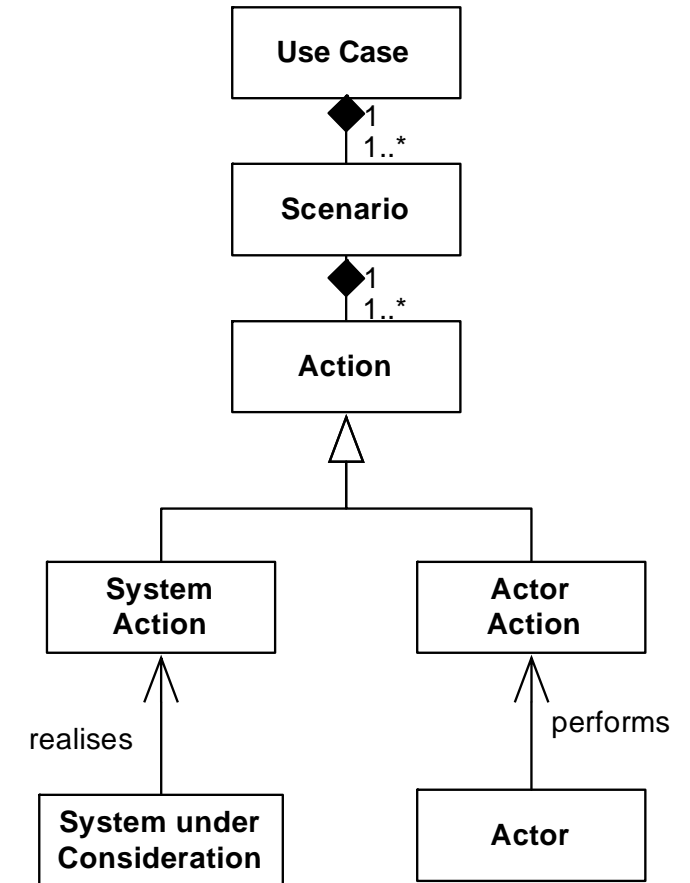 Use Case
1
1..*
Scenario
1
1..*
Action
System
Action
Actor
Action
realises
performs
System under
Consideration
Actor